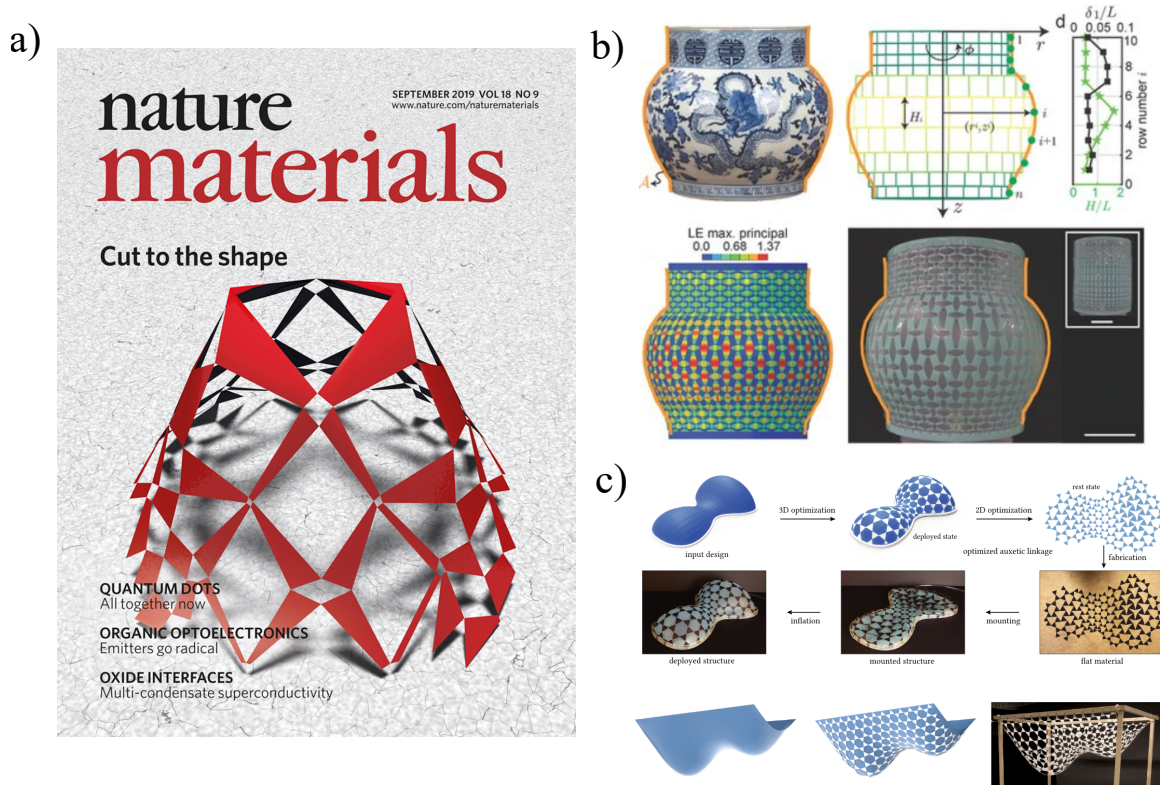 a)
nature
materials
SEPTEMBER 2019 VOL 18 NO 9
www.nature.com/naturematerials
Cut to the shape
QUANTUM DOTS
All together now
ORGANIC OPTOELECTRONICS
Emitters go radical
OXIDE INTERFACES
Multi-condensate superconductivity
b)
A
r
ϕ
1
Hᵢ
i
(rⁱ,zⁱ)
i+1
n
z
d
δ1/L
0 0.05 0.1
10
8
6
4
2
0
row number i
0 1 2
H/L
LE max. principal
0.0 0.68 1.37
c)
input design
3D optimization
deployed state
2D optimization
optimized auxetic linkage
rest state
fabrication
deployed structure
inflation
mounted structure
mounting
flat material